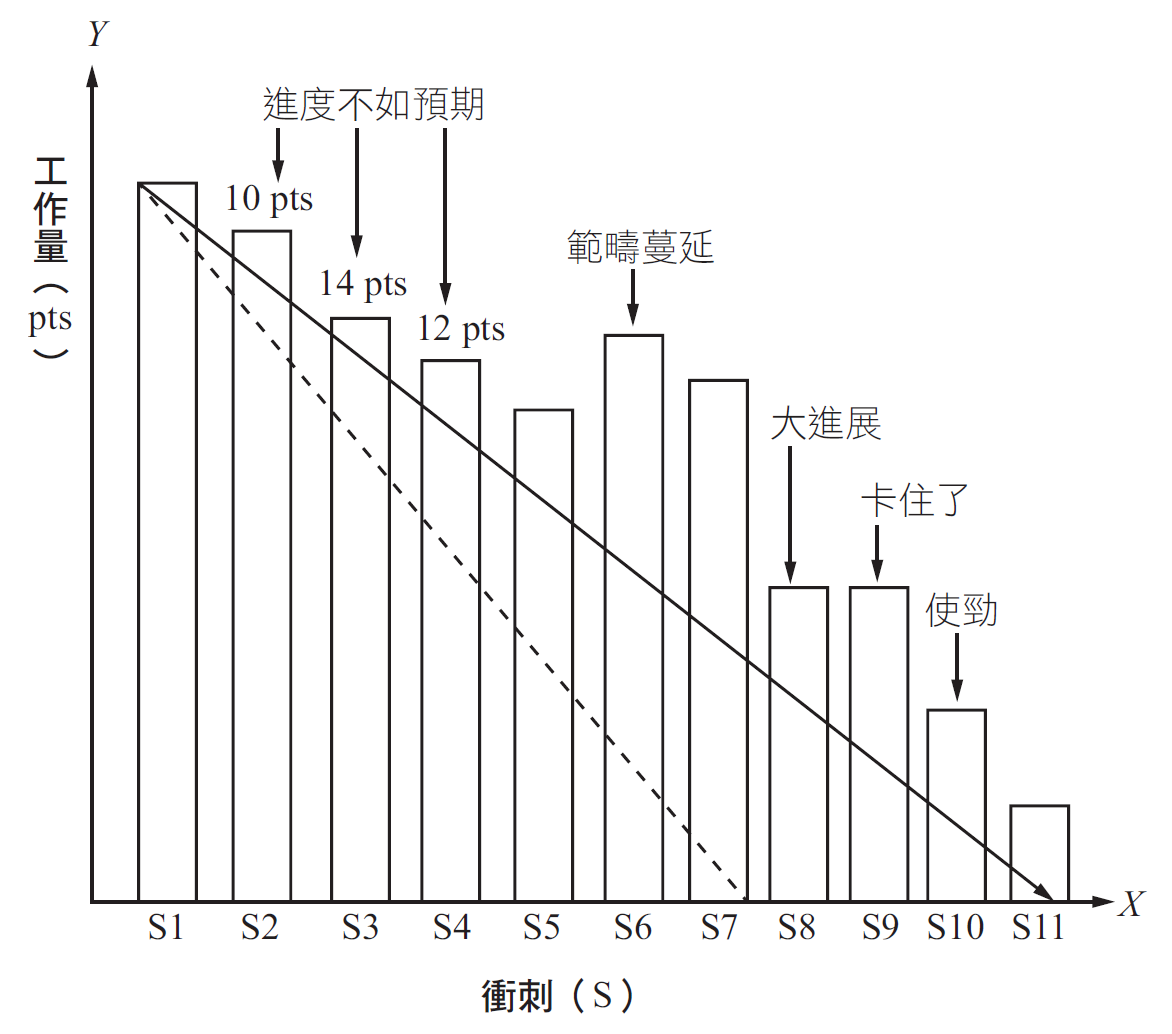 Y
進度不如預期
工作量（pts）
10 pts
14 pts
12 pts
範疇蔓延
大進展
卡住了
使勁
X
S1 S2 S3 S4 S5 S6 S7 S8 S9 S10 S11
衝刺（S）